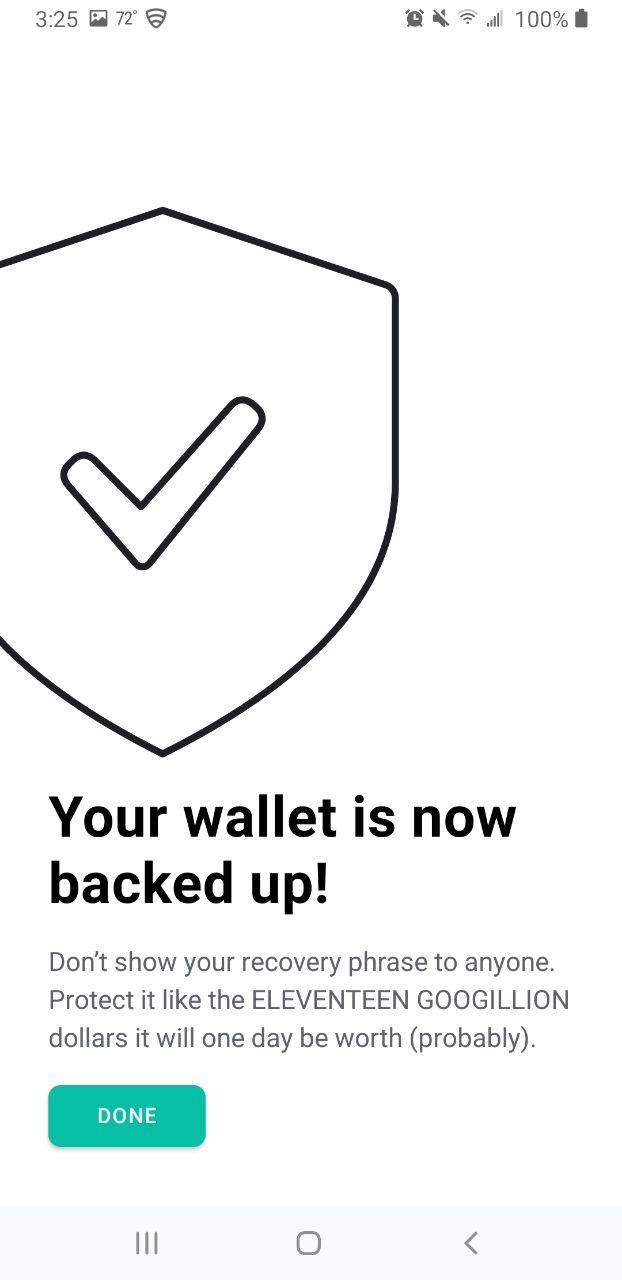 3:25 72° 100%
Your wallet is now
backed up!
Don’t show your recovery phrase to anyone.
Protect it like the ELEVENTEEN GOOGILLION
dollars it will one day be worth (probably).
DONE